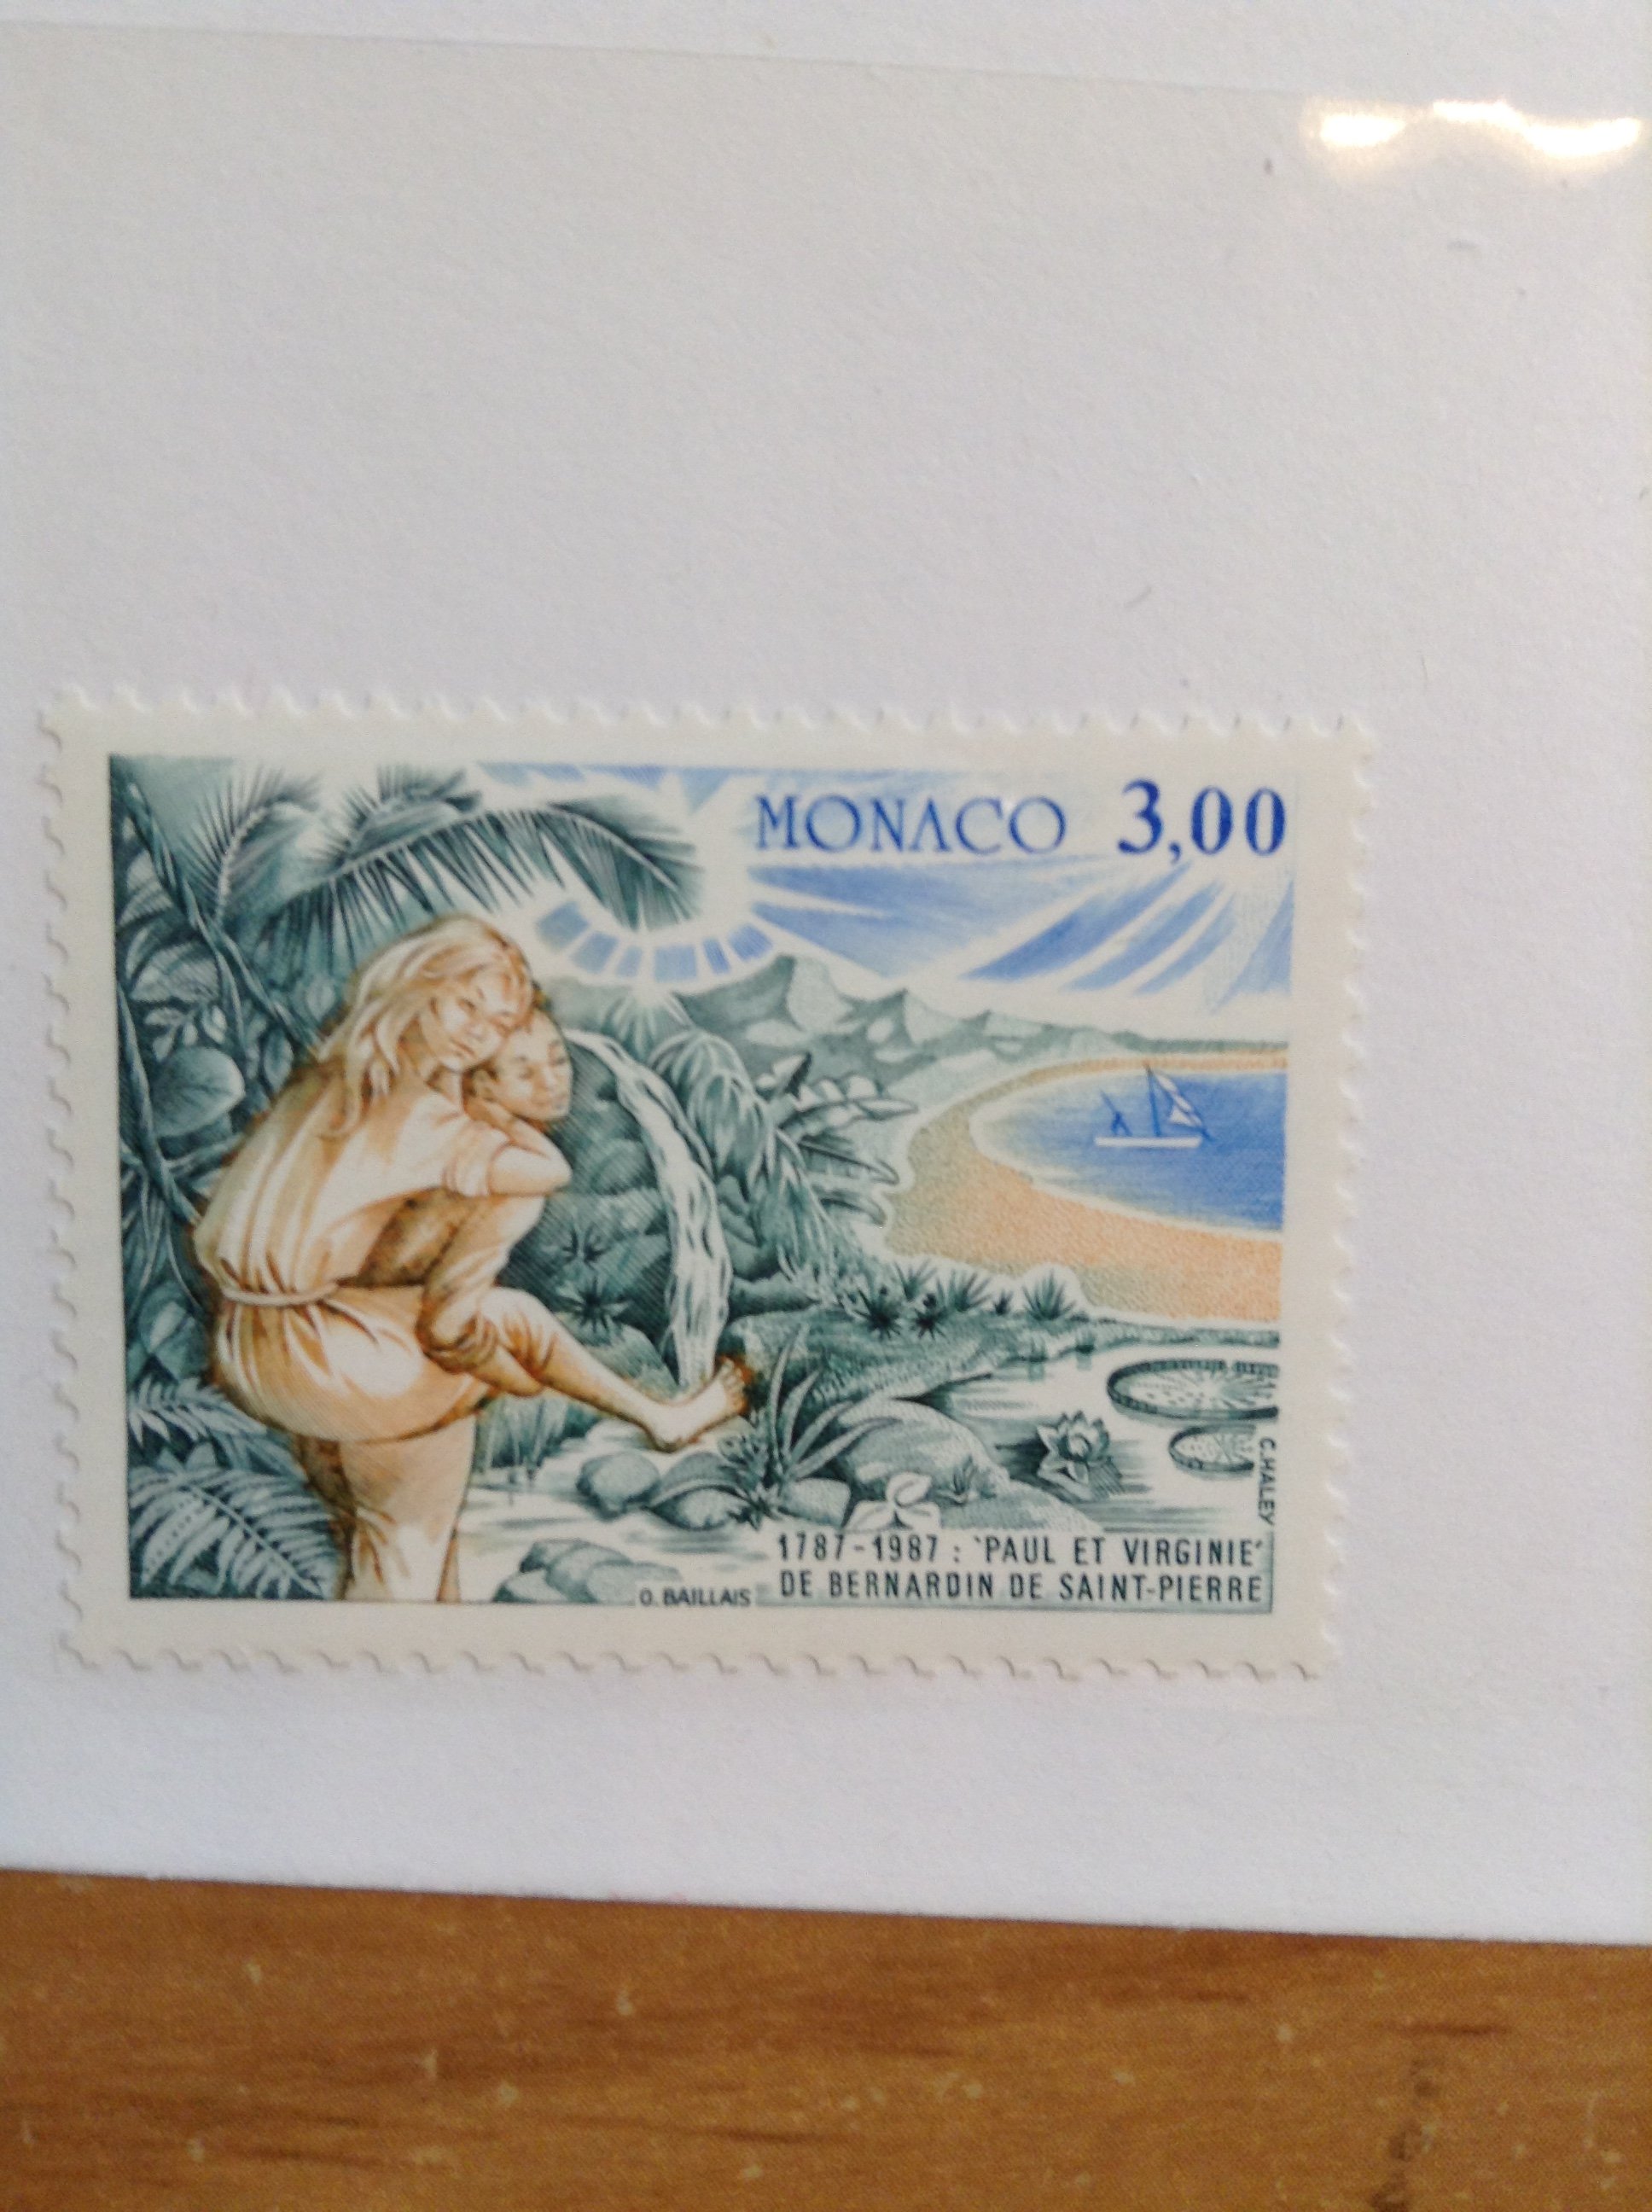 MONACO 3,00
C.HALEY
1787-1987 : `PAUL ET VIRGINIE´
DE BERNARDIN DE SAINT-PIERRE
O. BAILLAIS